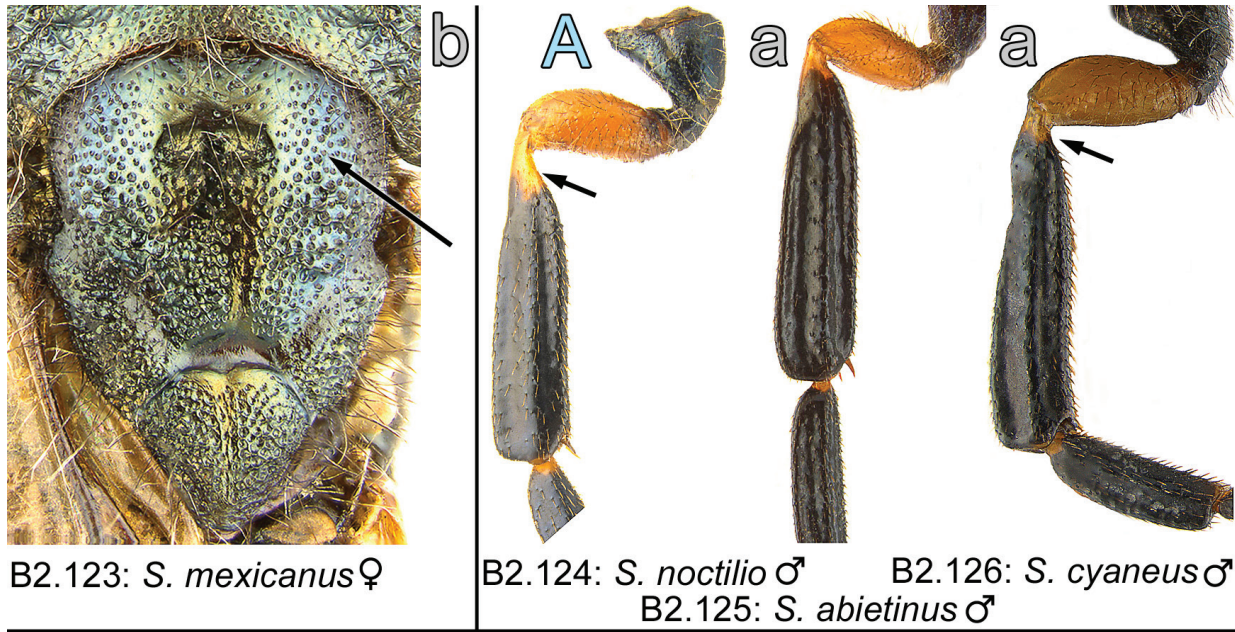 b
A
a
a
B2.123: S. mexicanus♀
B2.124: S. noctilio ♂
B2.126: S. cyaneus♂
B2.125: S. abietinus♂